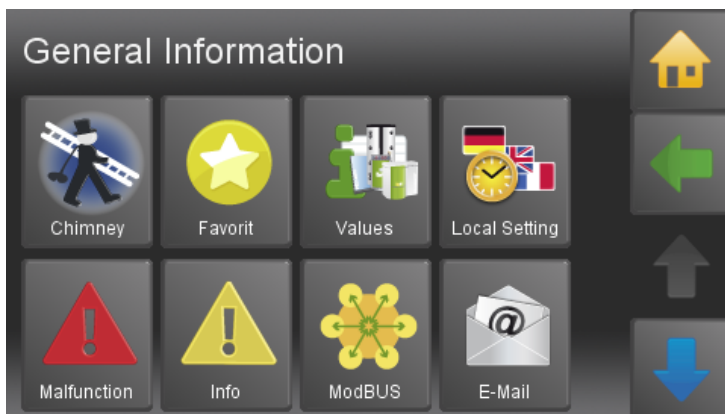 General Information
Chimney
Favorit
Values
Local Setting
Malfunction
Info
ModBUS
E-Mail